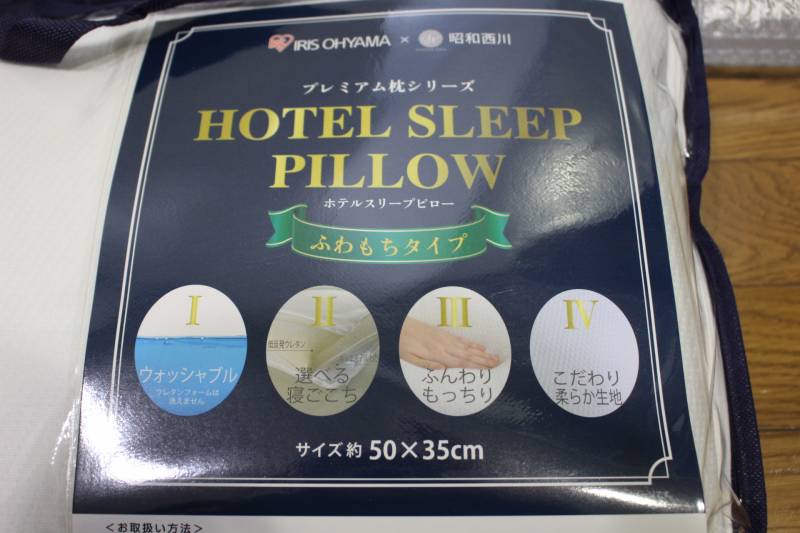 IRIS OHYAMA × 昭和西川
プレミアム枕シリーズ
HOTEL SLEEP
PILLOW
ホテルスリープピロー
ふわもちタイプ
I
ウォッシャブル
ウレタンフォームは
洗えません
II
低反発ウレタン
選べる
寝ごこち
III
ふんわり
もっちり
IV
こだわり
柔らか生地
サイズ 約 50×35cm
<お取扱い方法>